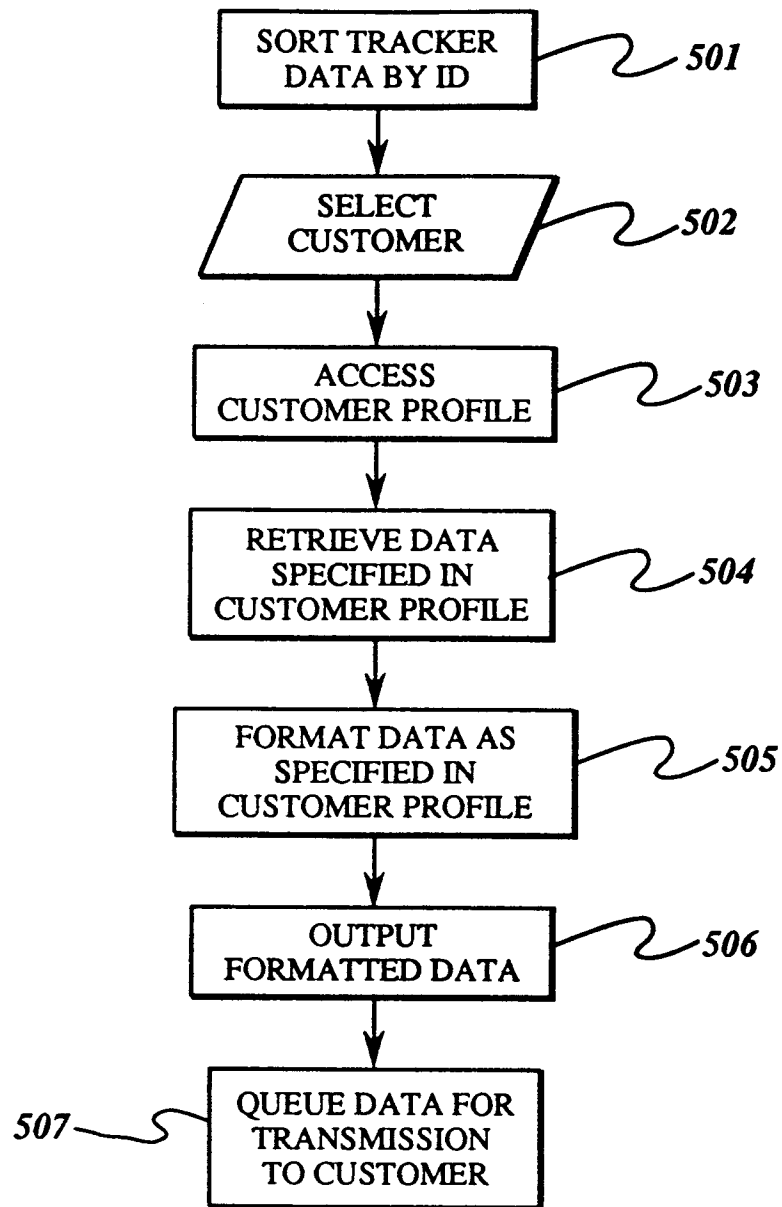 SORT TRACKER
DATA BY ID
501
SELECT
CUSTOMER
502
ACCESS
CUSTOMER PROFILE
503
RETRIEVE DATA
SPECIFIED IN
CUSTOMER PROFILE
504
FORMAT DATA AS
SPECIFIED IN
CUSTOMER PROFILE
505
OUTPUT
FORMATTED DATA
506
507
QUEUE DATA FOR
TRANSMISSION
TO CUSTOMER